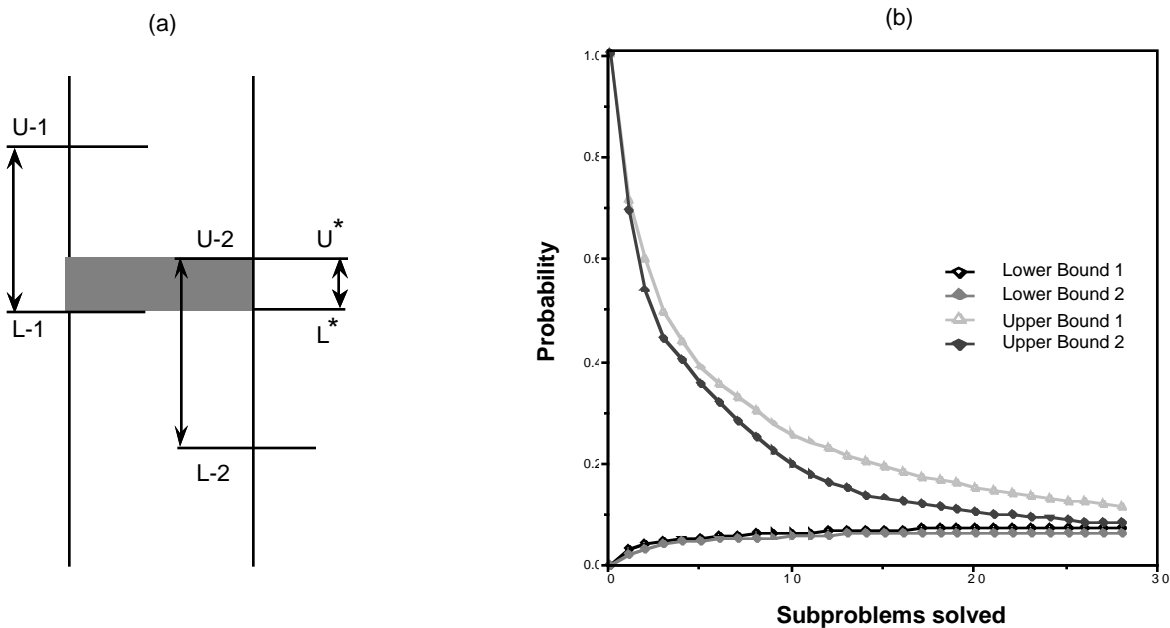 (a)
U-1
U-2
U*
L-1
L*
L-2
(b)
1.0
0.8
0.6
0.4
0.2
0.0
Probability
Lower Bound 1
Lower Bound 2
Upper Bound 1
Upper Bound 2
0 10 20 30
Subproblems solved